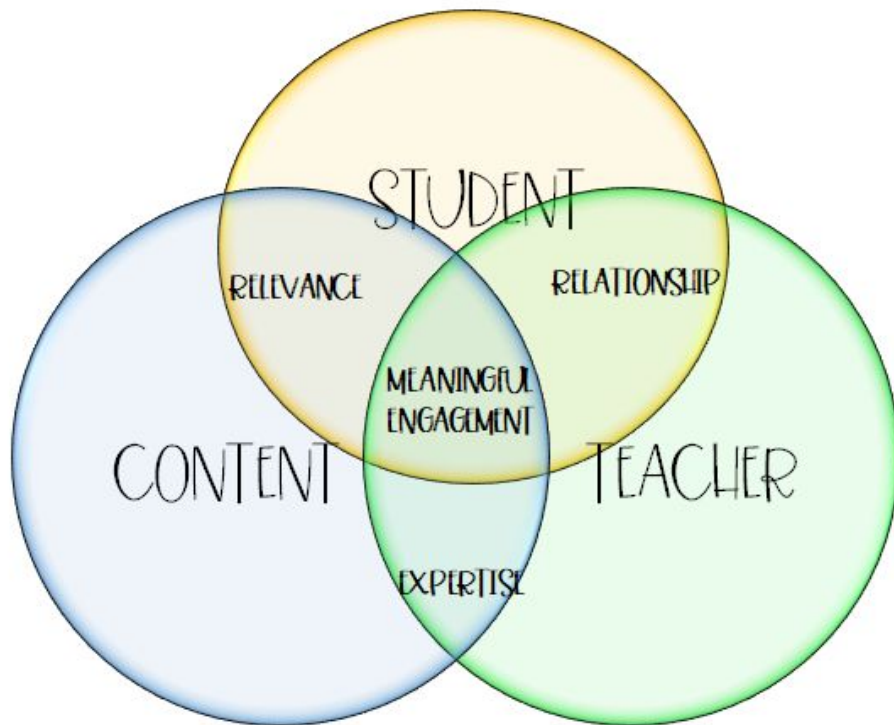 STUDENT
RELEVANCE
RELATIONSHIP
MEANINGFUL
ENGAGEMENT
CONTENT
TEACHER
EXPERTISE